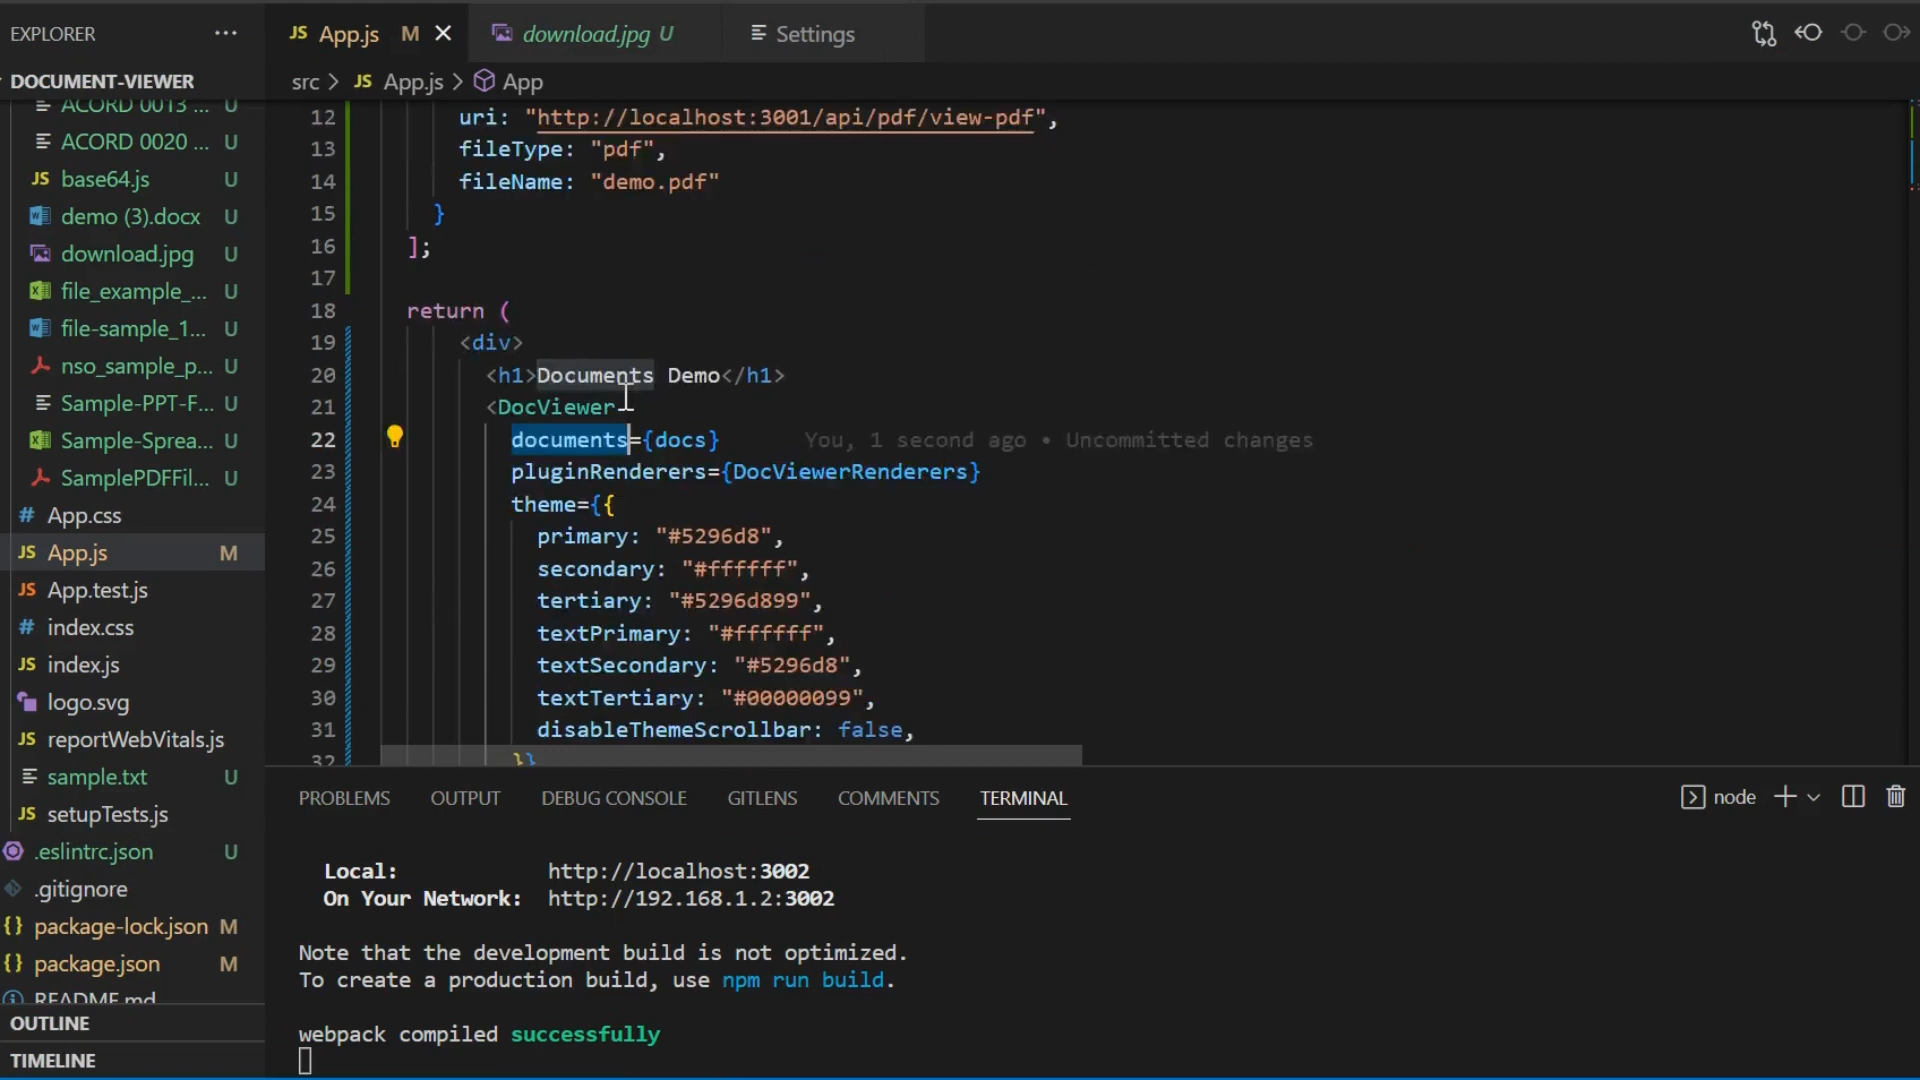 EXPLORER ...
DOCUMENT-VIEWER
ACORD 0013 ... U
ACORD 0020 ... U
JS base64.js U
demo (3).docx U
download.jpg U
file_example_... U
file-sample_1... U
nso_sample_p... U
Sample-PPT-F... U
Sample-Sprea... U
SamplePDFFil... U
# App.css
JS App.js M
JS App.test.js
# index.css
JS index.js
logo.svg
JS reportWebVitals.js
sample.txt U
JS setupTests.js
.eslintrc.json U
.gitignore
{} package-lock.json M
{} package.json M
README.md
OUTLINE
TIMELINE
JS App.js M
download.jpg U
Settings
src > JS App.js > App
12 uri: "http://localhost:3001/api/pdf/view-pdf",
13 fileType: "pdf",
14 fileName: "demo.pdf"
15 }
16 ];
17
18 return (
19 <div>
20 <h1>Documents Demo</h1>
21 <DocViewer
22 documents={docs} You, 1 second ago • Uncommitted changes
23 pluginRenderers={DocViewerRenderers}
24 theme={{
25 primary: "#5296d8",
26 secondary: "#ffffff",
27 tertiary: "#5296d899",
28 textPrimary: "#ffffff",
29 textSecondary: "#5296d8",
30 textTertiary: "#00000099",
31 disableThemeScrollbar: false,
32 }}
PROBLEMS OUTPUT DEBUG CONSOLE GITLENS COMMENTS TERMINAL
node
Local: http://localhost:3002
On Your Network: http://192.168.1.2:3002
Note that the development build is not optimized.
To create a production build, use npm run build.
webpack compiled successfully